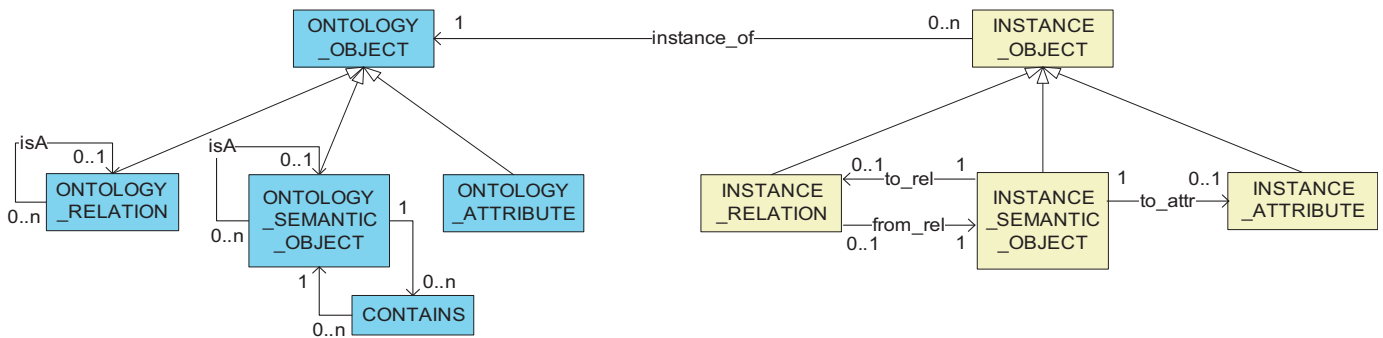 ONTOLOGY
_OBJECT
1
instance_of
0..n
INSTANCE
_OBJECT
isA
0..1
0..n
ONTOLOGY
_RELATION
isA
0..1
0..n
ONTOLOGY
_SEMANTIC
_OBJECT
1
0..n
1
0..n
CONTAINS
ONTOLOGY
_ATTRIBUTE
INSTANCE
_RELATION
0..1
to_rel
1
0..1
from_rel
1
INSTANCE
_SEMANTIC
_OBJECT
1
to_attr
0..1
INSTANCE
_ATTRIBUTE